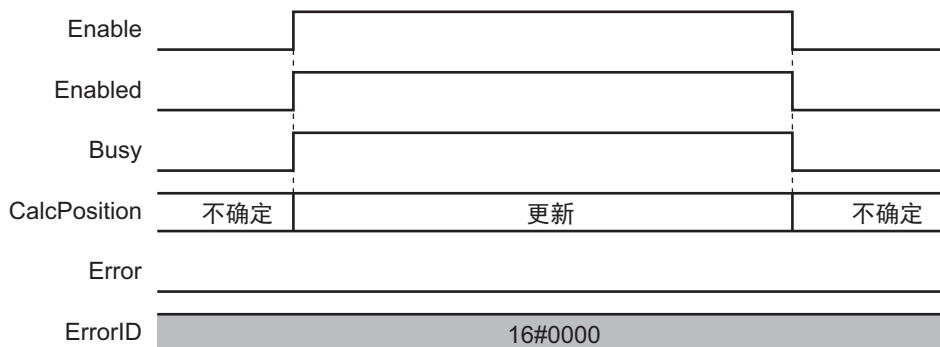 Enable
Enabled
Busy
CalcPosition 不确定 更新 不确定
Error
ErrorID 16#0000